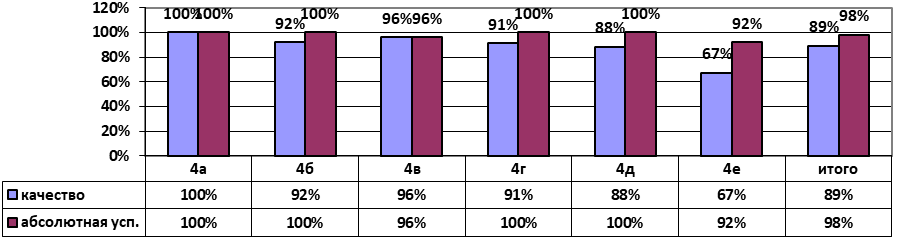 120%
100%
80%
60%
40%
20%
0%
100% 100% 92% 100% 96% 96% 91% 100% 88% 100% 67% 92% 89% 98%
4а 4б 4в 4г 4д 4е итого
качество 100% 92% 96% 91% 88% 67% 89%
абсолютная усп. 100% 100% 96% 100% 100% 92% 98%